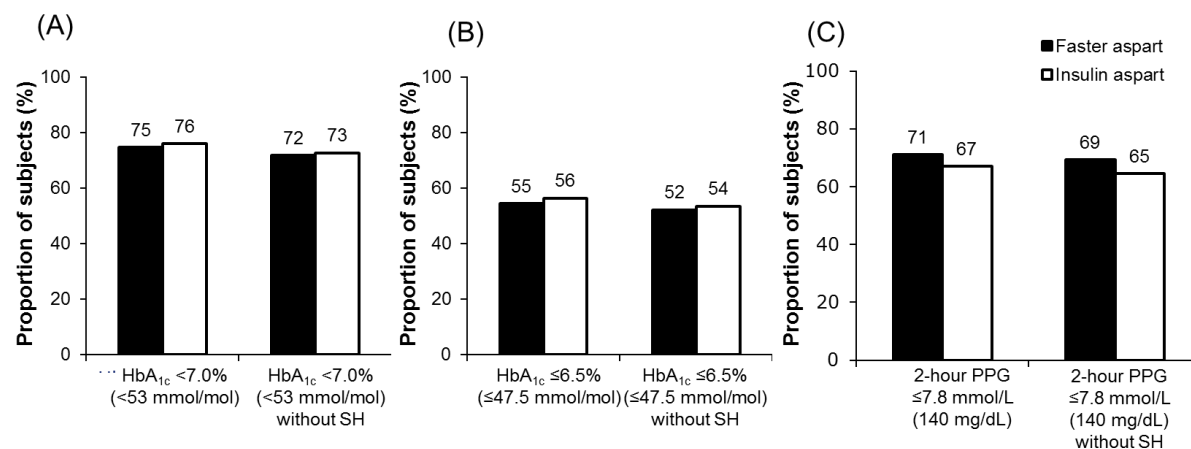 (A)
Proportion of subjects (%)
100
80
60
40
20
0
75
76
72
73
HbA1c <7.0%
(<53 mmol/mol)
HbA1c <7.0%
(<53 mmol/mol)
without SH
(B)
Proportion of subjects (%)
100
80
60
40
20
0
55
56
52
54
HbA1c ≤6.5%
(≤47.5 mmol/mol)
HbA1c ≤6.5%
(≤47.5 mmol/mol)
without SH
(C)
Faster aspart
Insulin aspart
Proportion of subjects (%)
100
80
60
40
20
0
71
67
69
65
2-hour PPG
≤7.8 mmol/L
(140 mg/dL)
2-hour PPG
≤7.8 mmol/L
(140 mg/dL)
without SH